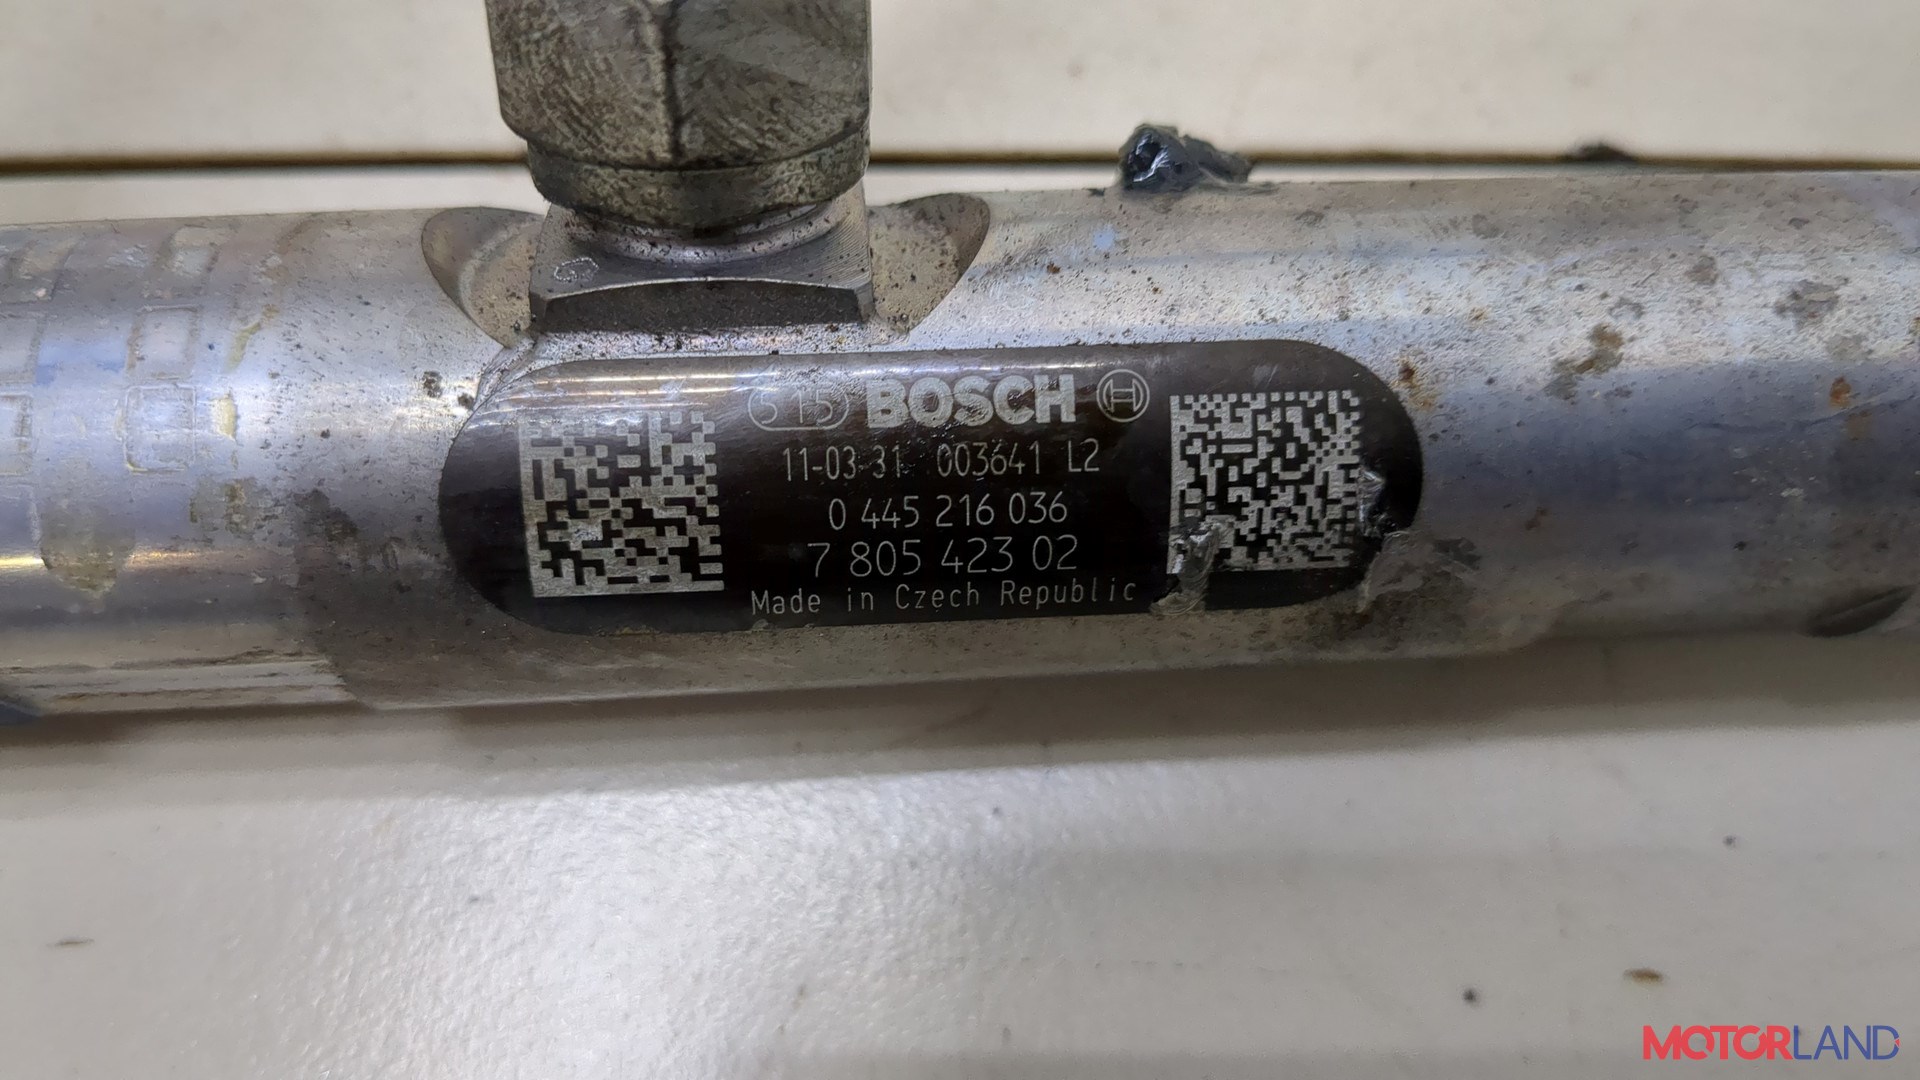 515 BOSCH
11-03-31 003641 L2
0 445 216 036
7 805 423 02
Made in Czech Republic
MOTORLAND